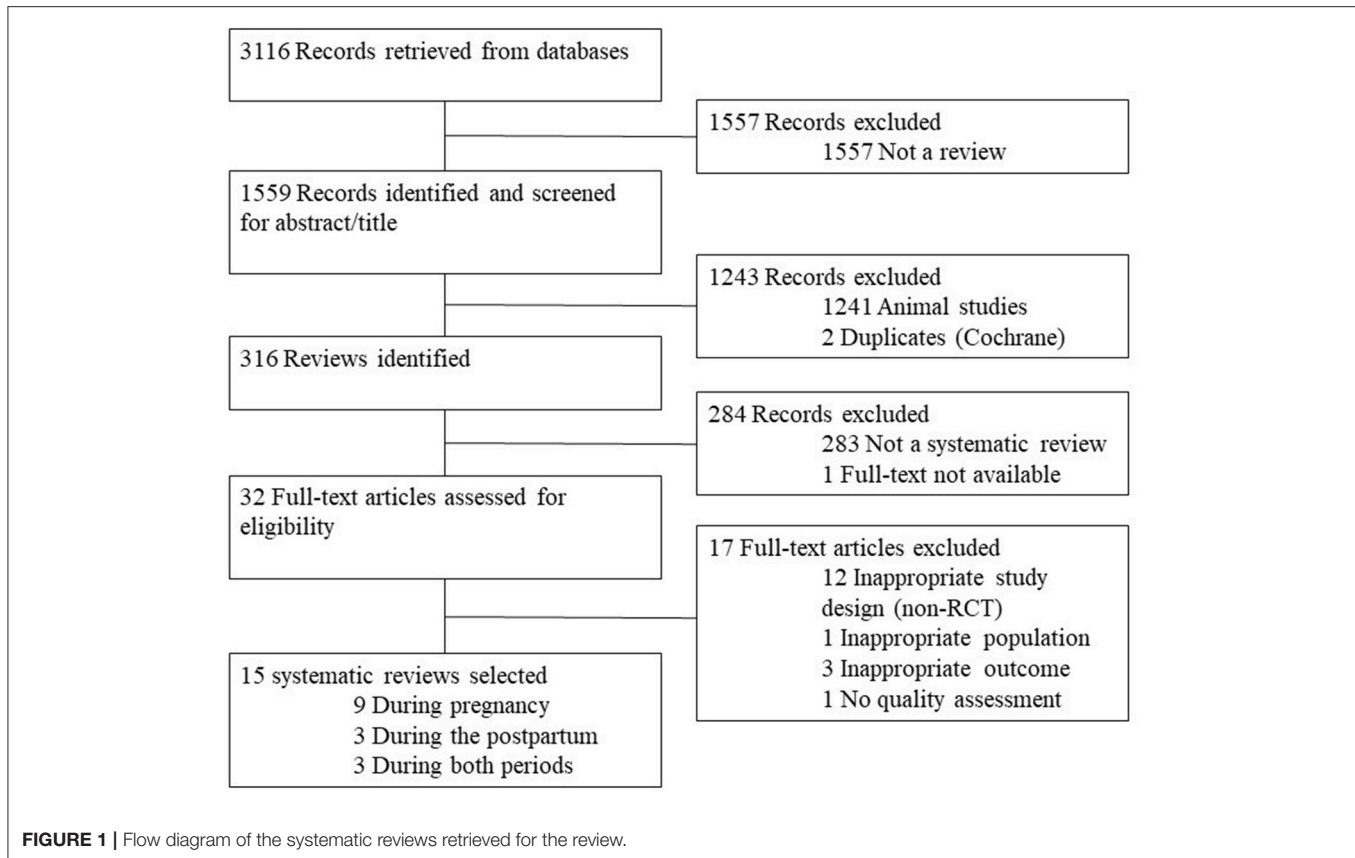 3116 Records retrieved from databases
1557 Records excluded
1557 Not a review
1559 Records identified and screened
for abstract/title
1243 Records excluded
1241 Animal studies
2 Duplicates (Cochrane)
316 Reviews identified
284 Records excluded
283 Not a systematic review
1 Full-text not available
32 Full-text articles assessed for
eligibility
17 Full-text articles excluded
12 Inappropriate study
design (non-RCT)
1 Inappropriate population
3 Inappropriate outcome
1 No quality assessment
15 systematic reviews selected
9 During pregnancy
3 During the postpartum
3 During both periods
FIGURE 1 | Flow diagram of the systematic reviews retrieved for the review.